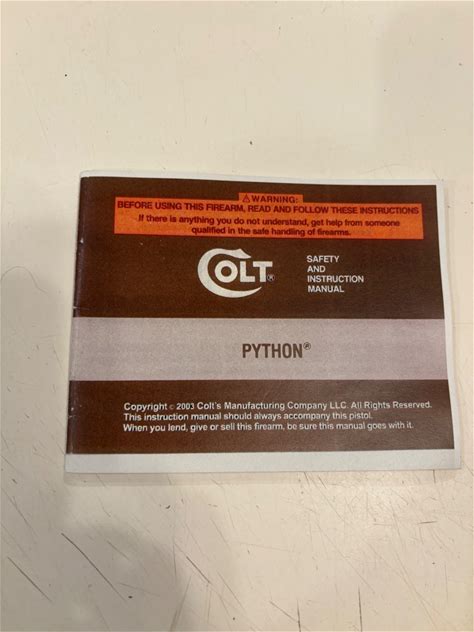 ⚠ WARNING:
BEFORE USING THIS FIREARM, READ AND FOLLOW THESE INSTRUCTIONS
If there is anything you do not understand, get help from someone
qualified in the safe handling of firearms.
COLT®
SAFETY
AND
INSTRUCTION
MANUAL
PYTHON®
Copyright © 2003 Colt's Manufacturing Company LLC. All Rights Reserved.
This instruction manual should always accompany this pistol.
When you lend, give or sell this firearm, be sure this manual goes with it.